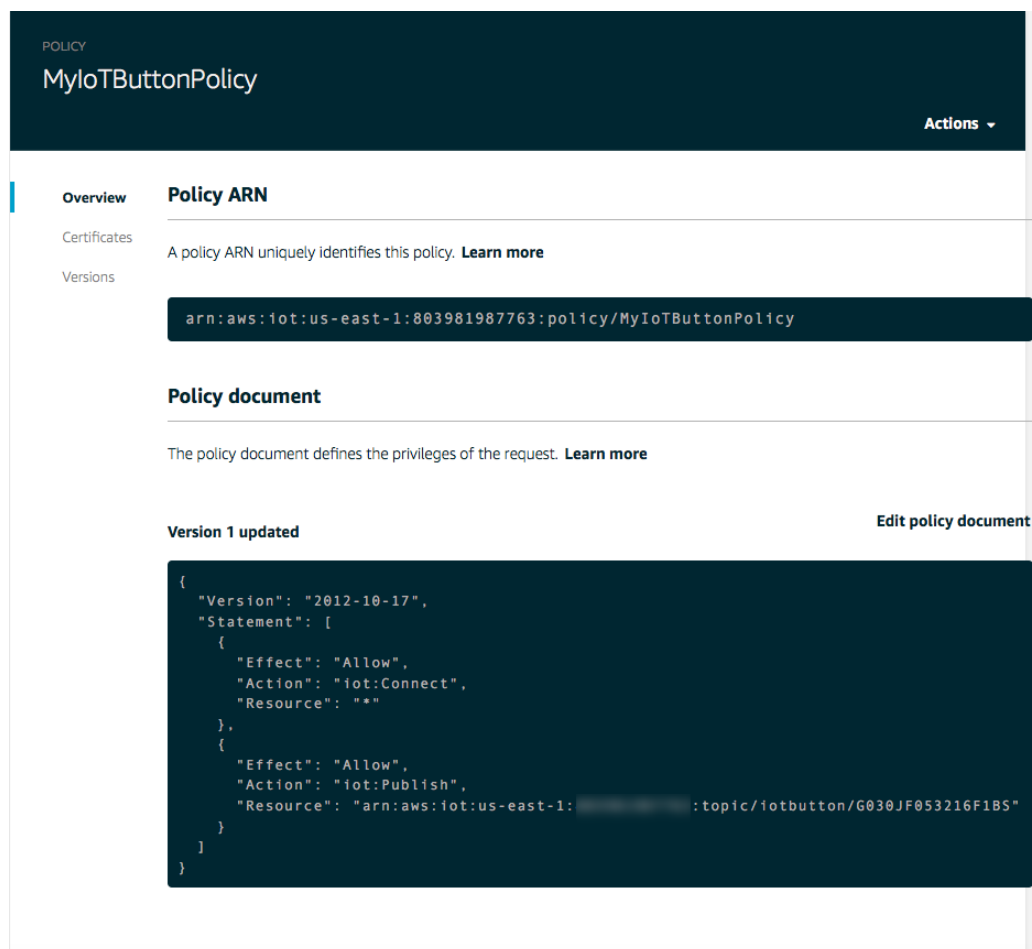 POLICY
MyIoTButtonPolicy
Actions
Overview
Certificates
Versions
Policy ARN
A policy ARN uniquely identifies this policy. Learn more
arn:aws:iot:us-east-1:803981987763:policy/MyIoTButtonPolicy
Policy document
The policy document defines the privileges of the request. Learn more
Version 1 updated
Edit policy document
{
"Version": "2012-10-17",
"Statement": [
{
"Effect": "Allow",
"Action": "iot:Connect",
"Resource": "*"
},
{
"Effect": "Allow",
"Action": "iot:Publish",
"Resource": "arn:aws:iot:us-east-1: :topic/iotbutton/G030JF053216F1BS"
}
]
}